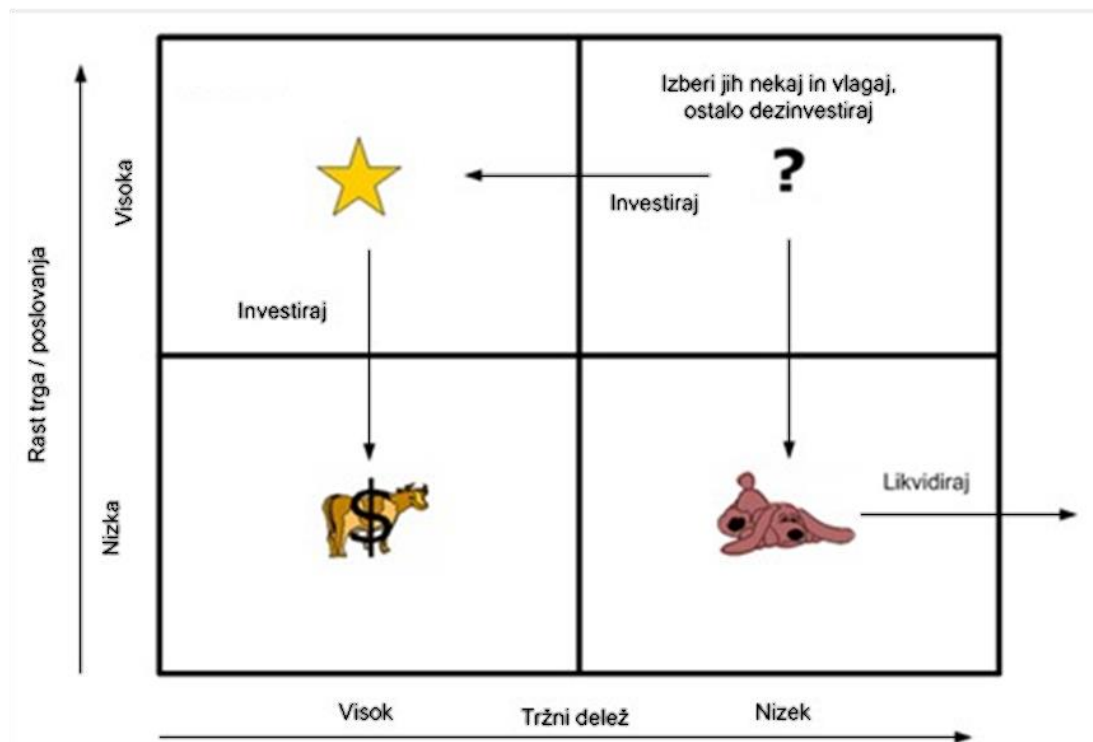 Izberi jih nekaj in vlagaj,
ostalo dezinvestiraj
?
Investiraj
Investiraj
Visoka
Rast trga / poslovanja
Nizka
$
Likvidiraj
Visok
Tržni delež
Nizek